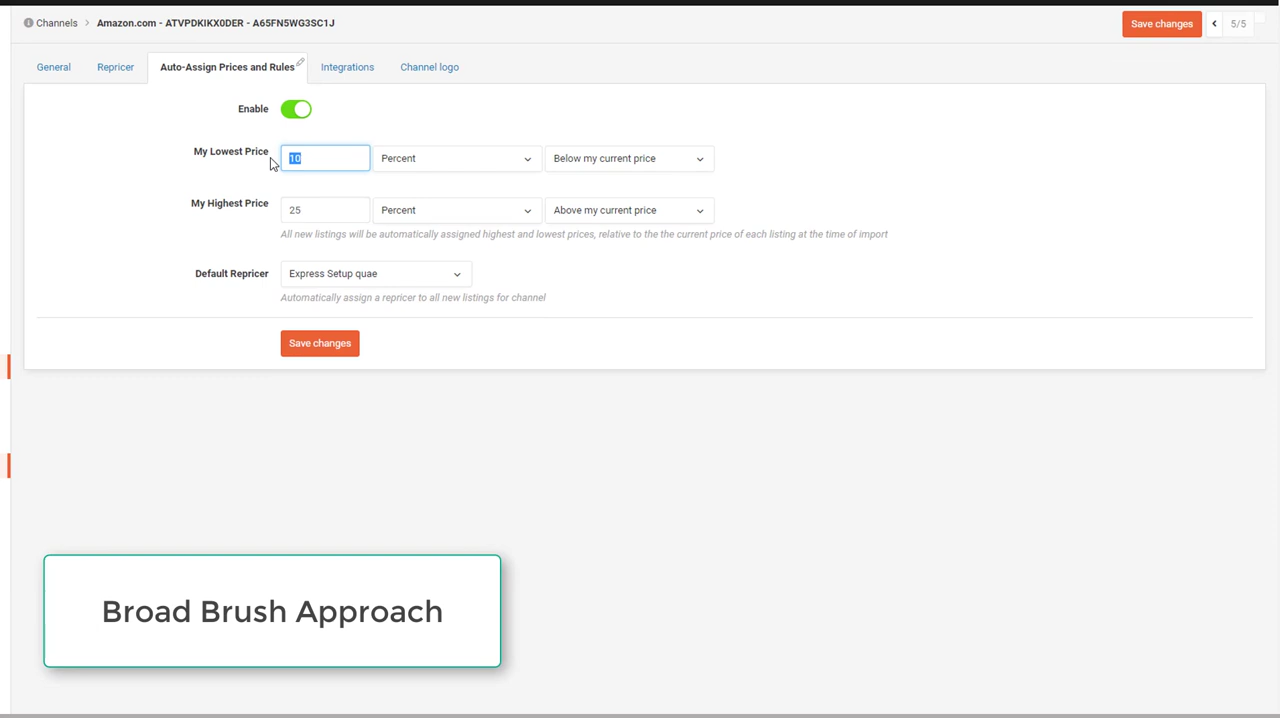 Channels > Amazon.com - ATVPDKIKX0DER - A65FN5WG3SC1J
Save changes
5/5
General
Repricer
Auto-Assign Prices and Rules
Integrations
Channel logo
Enable
My Lowest Price
10
Percent
Below my current price
My Highest Price
25
Percent
Above my current price
All new listings will be automatically assigned highest and lowest prices, relative to the the current price of each listing at the time of import
Default Repricer
Express Setup quae
Automatically assign a repricer to all new listings for channel
Save changes
Broad Brush Approach